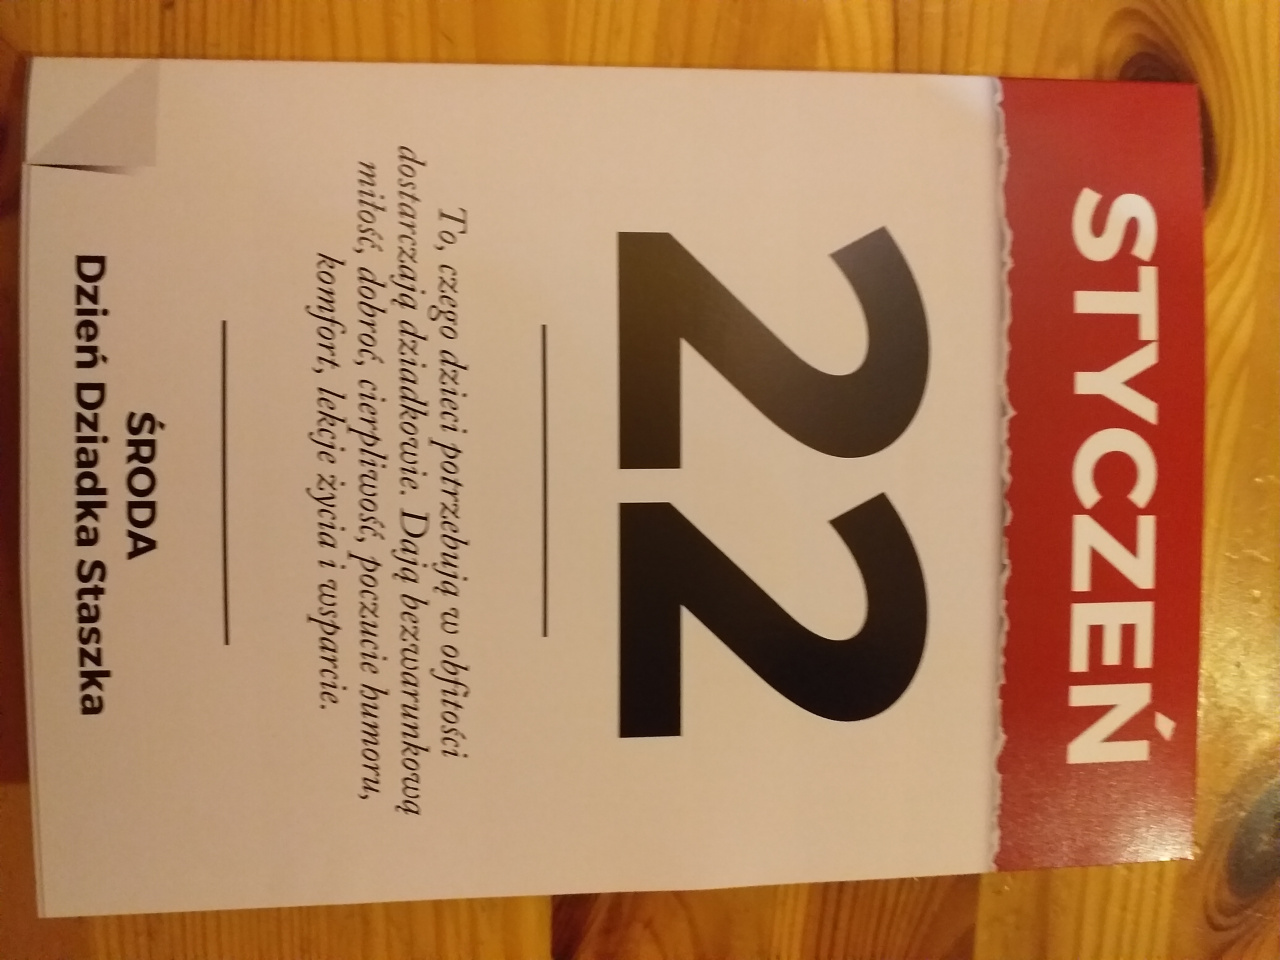 STYCZEŃ
22
To, czego dzieci potrzebują w obfitości
dostarczają dziadkowie. Dają bezwarunkową
miłość, dobroć, cierpliwość, poczucie humoru,
komfort, lekcje życia i wsparcie.
ŚRODA
Dzień Dziadka Staszka